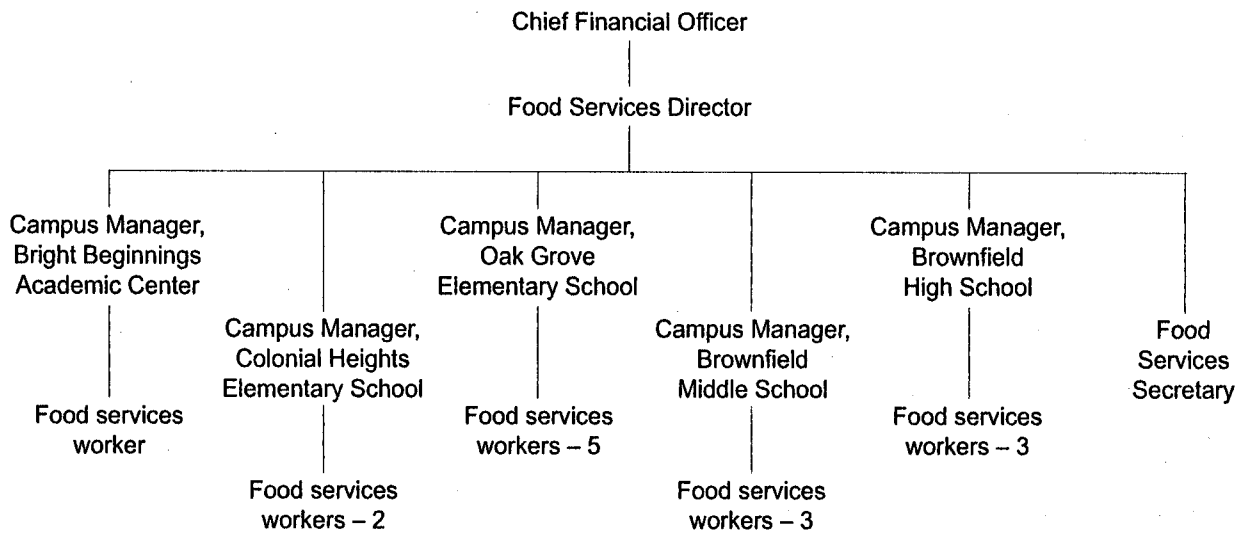 Chief Financial Officer
Food Services Director
Campus Manager,
Bright Beginnings
Academic Center
Food services
worker
Campus Manager,
Colonial Heights
Elementary School
Food services
workers – 2
Campus Manager,
Oak Grove
Elementary School
Food services
workers – 5
Campus Manager,
Brownfield
Middle School
Food services
workers – 3
Campus Manager,
Brownfield
High School
Food services
workers – 3
Food
Services
Secretary